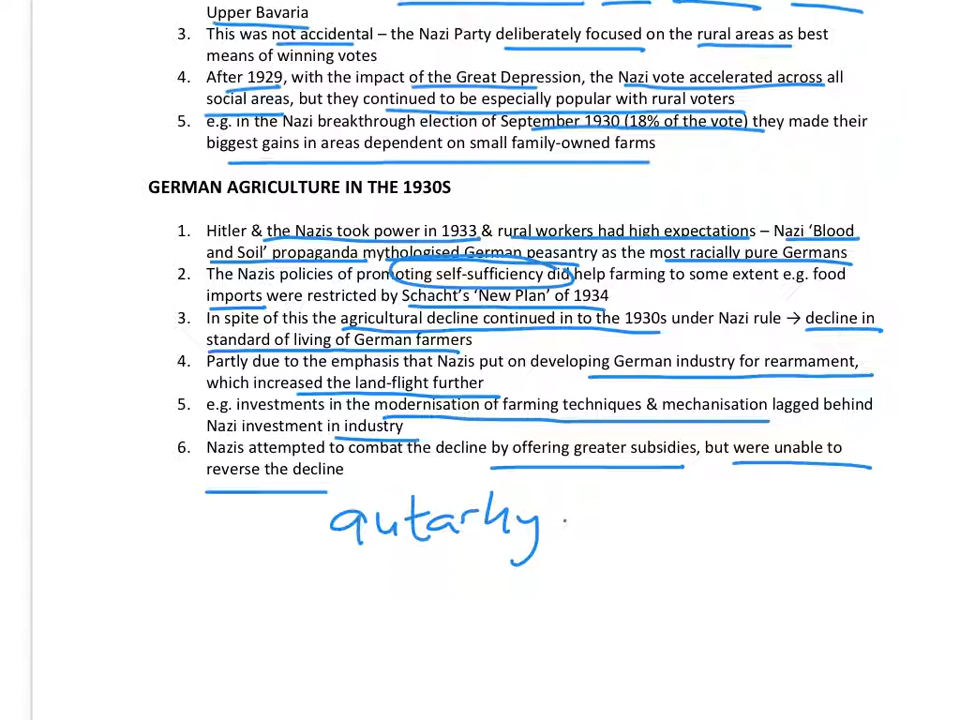 Upper Bavaria
3. This was not accidental – the Nazi Party deliberately focused on the rural areas as best
means of winning votes
4. After 1929, with the impact of the Great Depression, the Nazi vote accelerated across all
social areas, but they continued to be especially popular with rural voters
5. e.g. in the Nazi breakthrough election of September 1930 (18% of the vote) they made their
biggest gains in areas dependent on small family-owned farms
GERMAN AGRICULTURE IN THE 1930S
1. Hitler & the Nazis took power in 1933 & rural workers had high expectations – Nazi ‘Blood
and Soil’ propaganda mythologised German peasantry as the most racially pure Germans
2. The Nazis policies of promoting self-sufficiency did help farming to some extent e.g. food
imports were restricted by Schacht’s ‘New Plan’ of 1934
3. In spite of this the agricultural decline continued in to the 1930s under Nazi rule → decline in
standard of living of German farmers
4. Partly due to the emphasis that Nazis put on developing German industry for rearmament,
which increased the land-flight further
5. e.g. investments in the modernisation of farming techniques & mechanisation lagged behind
Nazi investment in industry
6. Nazis attempted to combat the decline by offering greater subsidies, but were unable to
reverse the decline
autarky